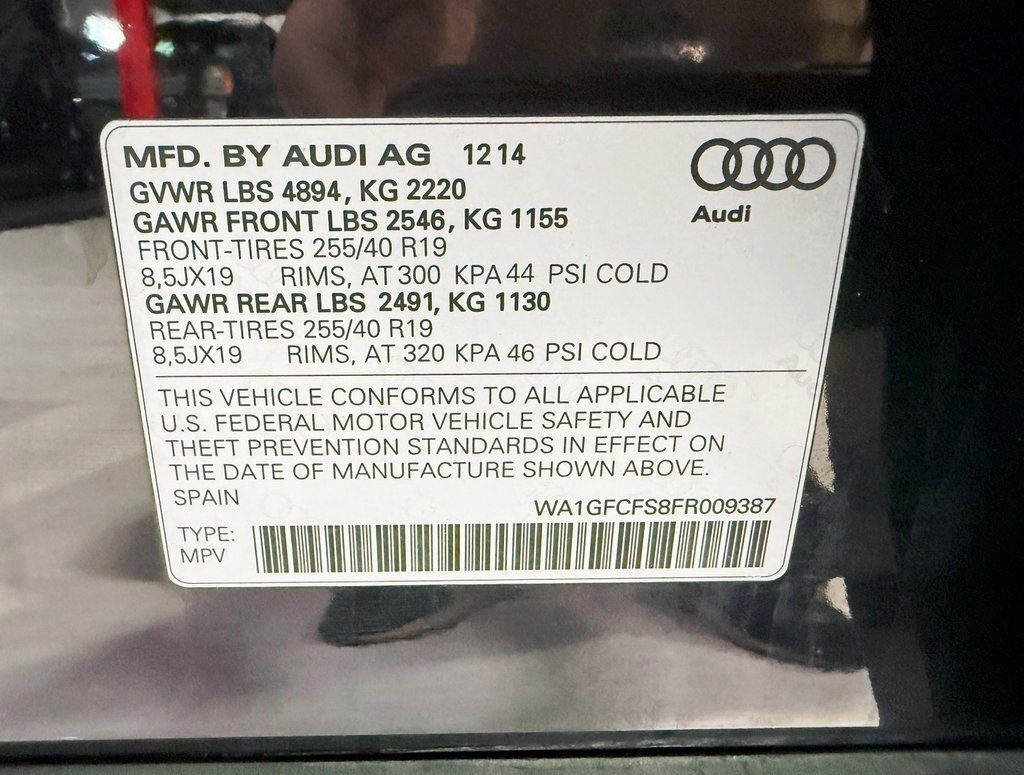 MFD. BY AUDI AG 12 14
GVWR LBS 4894, KG 2220
GAWR FRONT LBS 2546, KG 1155
FRONT-TIRES 255/40 R19
8,5JX19 RIMS, AT 300 KPA 44 PSI COLD
GAWR REAR LBS 2491, KG 1130
REAR-TIRES 255/40 R19
8,5JX19 RIMS, AT 320 KPA 46 PSI COLD
Audi
THIS VEHICLE CONFORMS TO ALL APPLICABLE
U.S. FEDERAL MOTOR VEHICLE SAFETY AND
THEFT PREVENTION STANDARDS IN EFFECT ON
THE DATE OF MANUFACTURE SHOWN ABOVE.
SPAIN
WA1GFCFS8FR009387
TYPE:
MPV